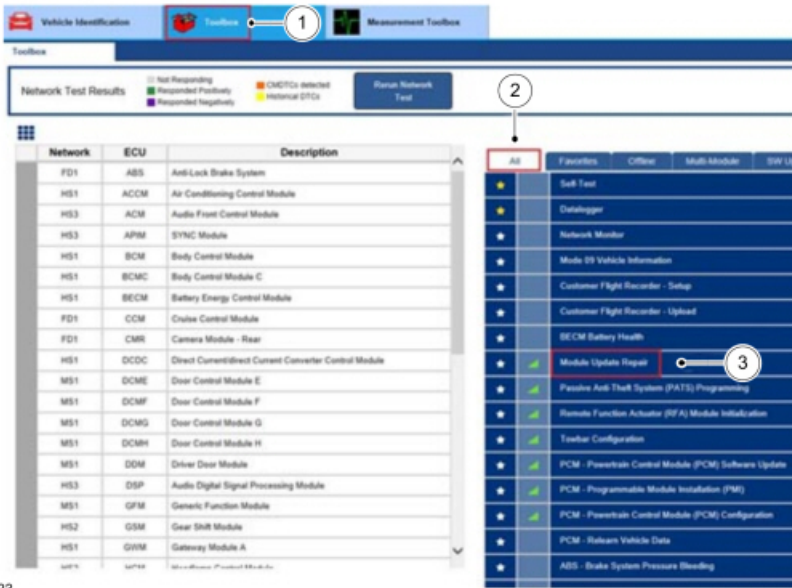 Vehicle Identification
Toolbox
1
Measurement Toolbox
Toolbox
Network Test Results
Not Responding
Responded Positively
Responded Negatively
CMDTCs detected
Historical DTCs
Rerun Network
Test
2
Network ECU Description
FD1 ABS Anti-Lock Brake System
HS1 ACCM Air Conditioning Control Module
HS3 ACM Audio Front Control Module
HS3 APIM SYNC Module
HS1 BCM Body Control Module
HS1 BCMC Body Control Module C
HS1 BECM Battery Energy Control Module
FD1 CCM Cruise Control Module
FD1 CMR Camera Module - Rear
HS1 DCDC Direct Current/direct Current Converter Control Module
MS1 DCME Door Control Module E
MS1 DCMF Door Control Module F
MS1 DCMG Door Control Module G
MS1 DCMH Door Control Module H
MS1 DDM Driver Door Module
HS3 DSP Audio Digital Signal Processing Module
MS1 GFM Generic Function Module
HS2 GSM Gear Shift Module
HS1 GWM Gateway Module A
All Favorites Offline Multi-Module SW U
Self-Test
Datalogger
Network Monitor
Mode 09 Vehicle Information
Customer Flight Recorder - Setup
Customer Flight Recorder - Upload
BECM Battery Health
Module Update Repair
3
Passive Anti-Theft System (PATS) Programming
Remote Function Actuator (RFA) Module Initialization
Towbar Configuration
PCM - Powertrain Control Module (PCM) Software Update
PCM - Programmable Module Installation (PMI)
PCM - Powertrain Control Module (PCM) Configuration
PCM - Relearn Vehicle Data
ABS - Brake System Pressure Bleeding